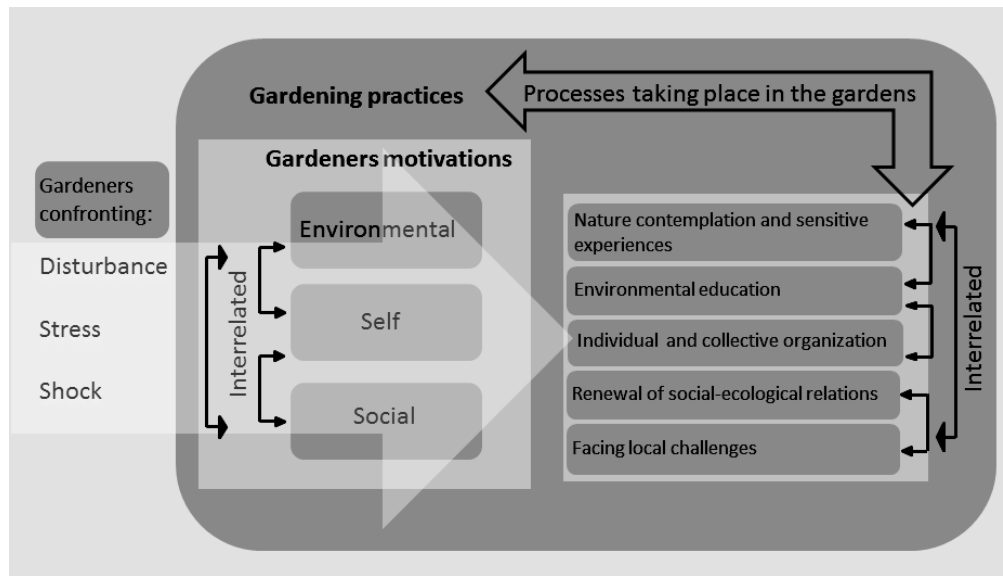 Gardening practices
Processes taking place in the gardens
Gardeners motivations
Gardeners
confronting:
Disturbance
Stress
Shock
Interrelated
Environmental
Self
Social
Nature contemplation and sensitive
experiences
Environmental education
Individual and collective organization
Renewal of social-ecological relations
Facing local challenges
Interrelated